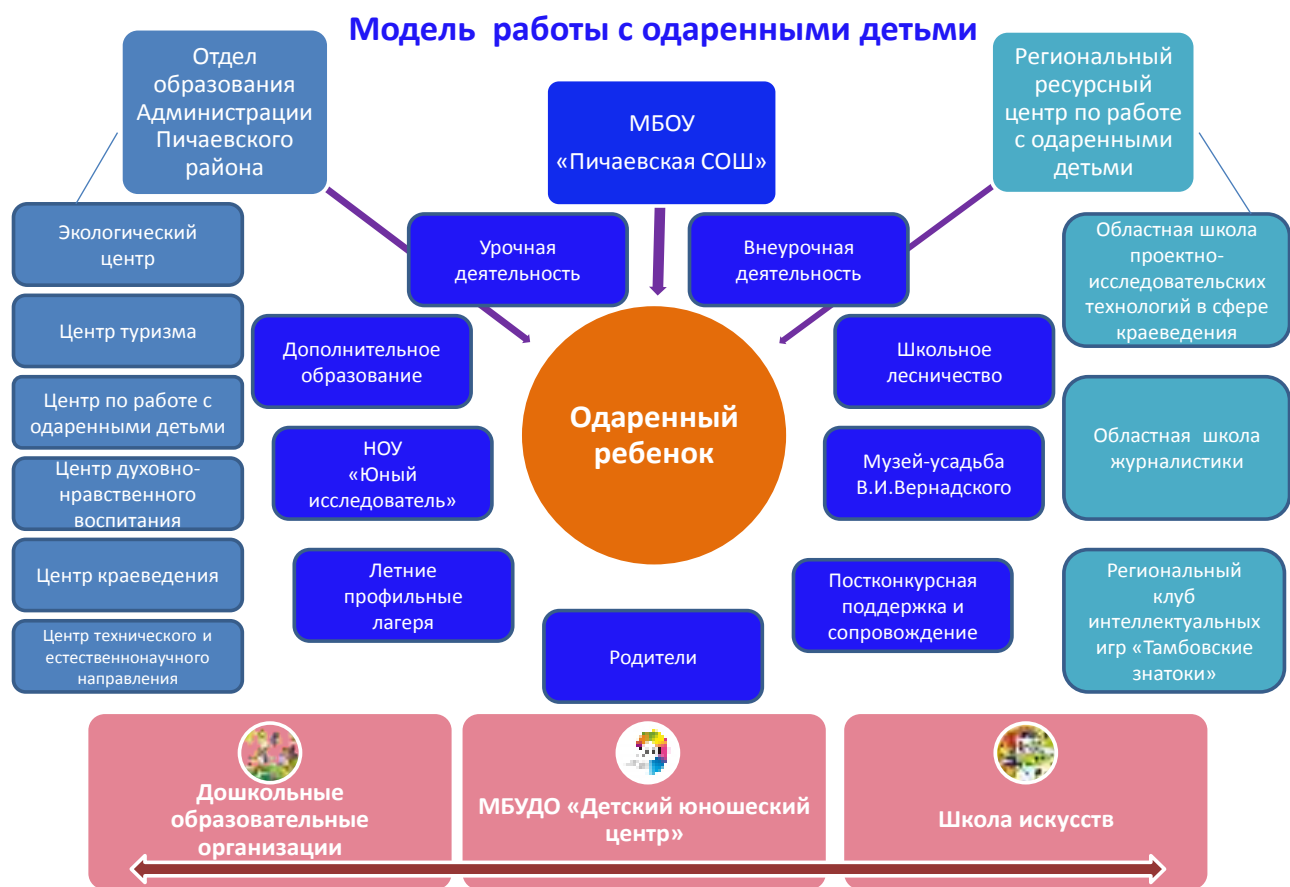 Модель работы с одаренными детьми
Отдел
образования
Администрации
Пичаевского
района
МБОУ
«Пичаевская СОШ»
Региональный
ресурсный
центр по работе
с одаренными
детьми
Экологический
центр
Центр туризма
Центр по работе с
одаренными детьми
Центр духовно-
нравственного
воспитания
Центр краеведения
Центр технического и
естественнонаучного
направления
Урочная
деятельность
Внеурочная
деятельность
Дополнительное
образование
Школьное
лесничество
Одаренный
ребенок
НОУ
«Юный
исследователь»
Музей-усадьба
В.И.Вернадского
Летние
профильные
лагеря
Постконкурсная
поддержка и
сопровождение
Родители
Областная школа
проектно-
исследовательских
технологий в сфере
краеведения
Областная школа
журналистики
Региональный
клуб
интеллектуальных
игр «Тамбовские
знатоки»
Дошкольные
образовательные
организации
МБУДО «Детский юношеский
центр»
Школа искусств